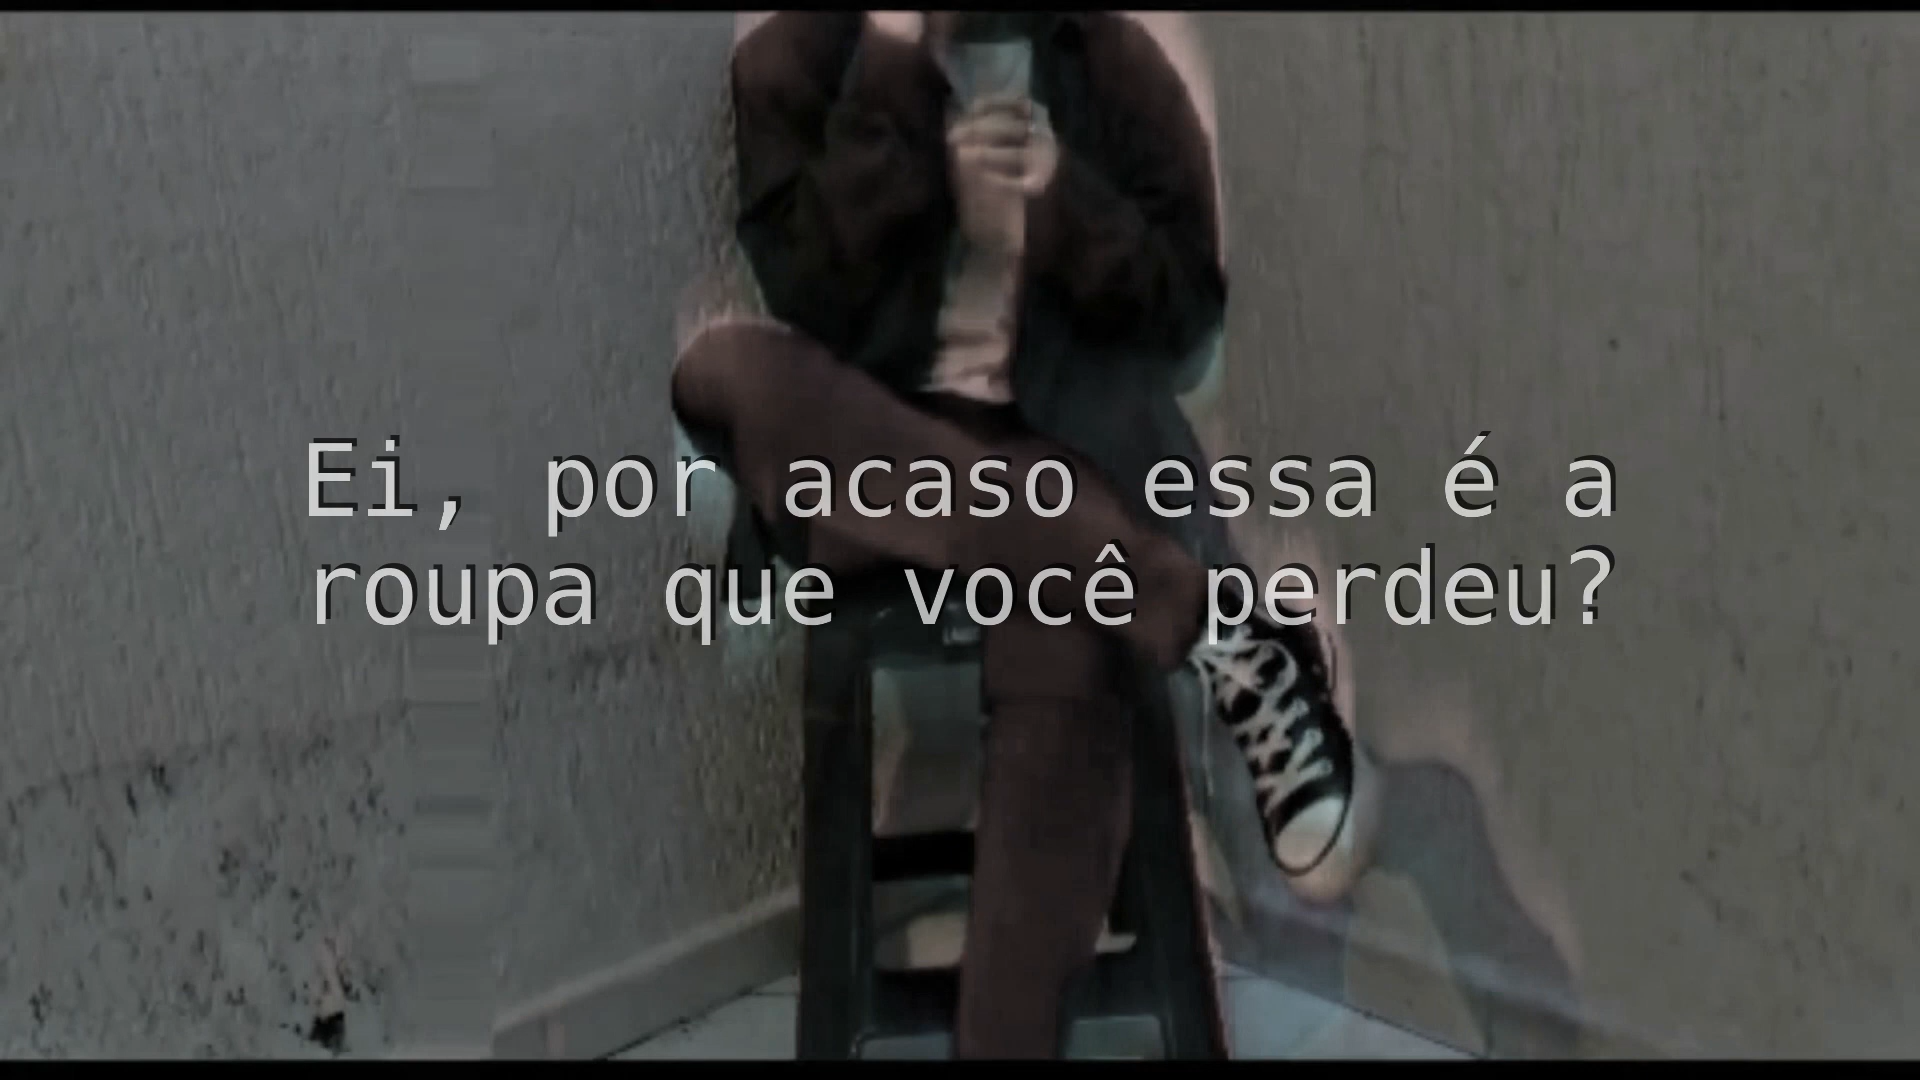 Ei, por acaso essa é a
roupa que você perdeu?